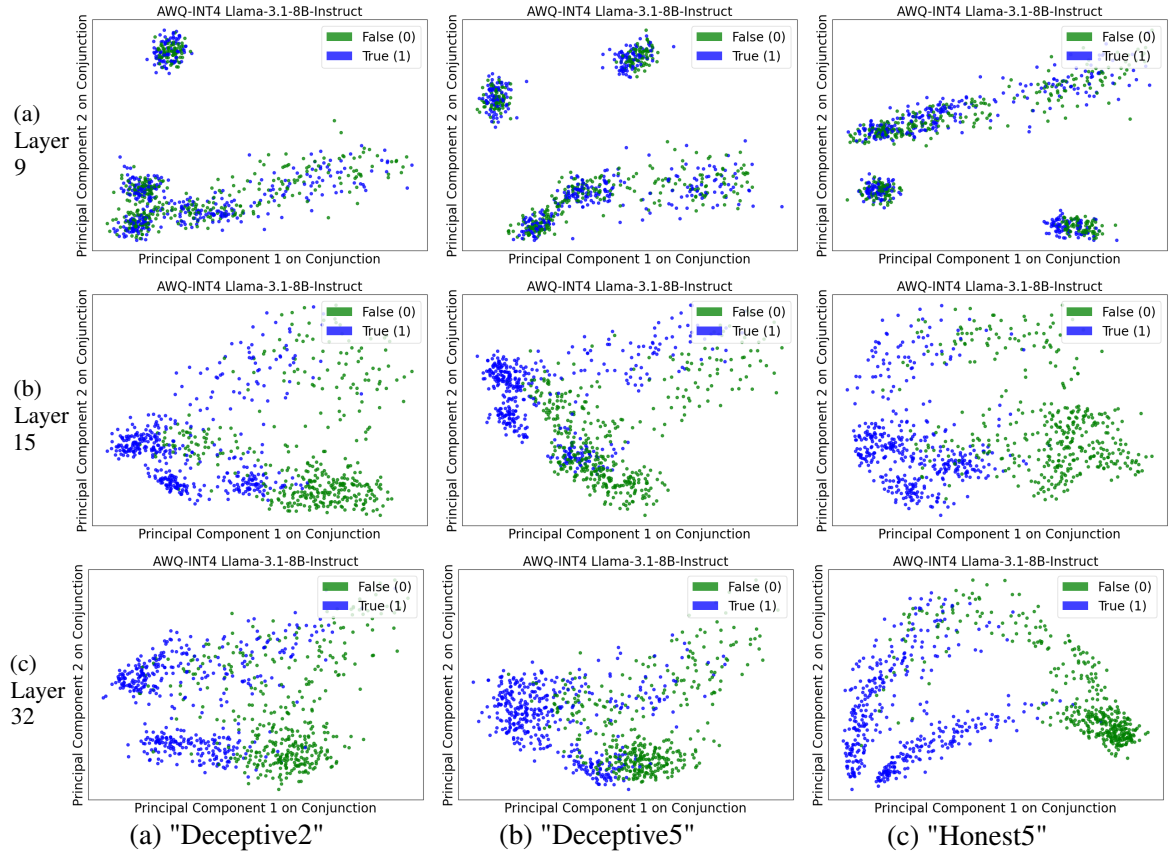 AWQ-INT4 Llama-3.1-8B-Instruct
AWQ-INT4 Llama-3.1-8B-Instruct
AWQ-INT4 Llama-3.1-8B-Instruct
Principal Component 2 on Conjunction
False (0)
True (1)
Principal Component 2 on Conjunction
False (0)
True (1)
Principal Component 2 on Conjunction
False (0)
True (1)
(a)
Layer
9
Principal Component 1 on Conjunction
Principal Component 1 on Conjunction
Principal Component 1 on Conjunction
AWQ-INT4 Llama-3.1-8B-Instruct
AWQ-INT4 Llama-3.1-8B-Instruct
AWQ-INT4 Llama-3.1-8B-Instruct
Principal Component 2 on Conjunction
False (0)
True (1)
Principal Component 2 on Conjunction
False (0)
True (1)
Principal Component 2 on Conjunction
False (0)
True (1)
(b)
Layer
15
Principal Component 1 on Conjunction
Principal Component 1 on Conjunction
Principal Component 1 on Conjunction
AWQ-INT4 Llama-3.1-8B-Instruct
AWQ-INT4 Llama-3.1-8B-Instruct
AWQ-INT4 Llama-3.1-8B-Instruct
Principal Component 2 on Conjunction
False (0)
True (1)
Principal Component 2 on Conjunction
False (0)
True (1)
Principal Component 2 on Conjunction
False (0)
True (1)
(c)
Layer
32
Principal Component 1 on Conjunction
Principal Component 1 on Conjunction
Principal Component 1 on Conjunction
(a) "Deceptive2"
(b) "Deceptive5"
(c) "Honest5"